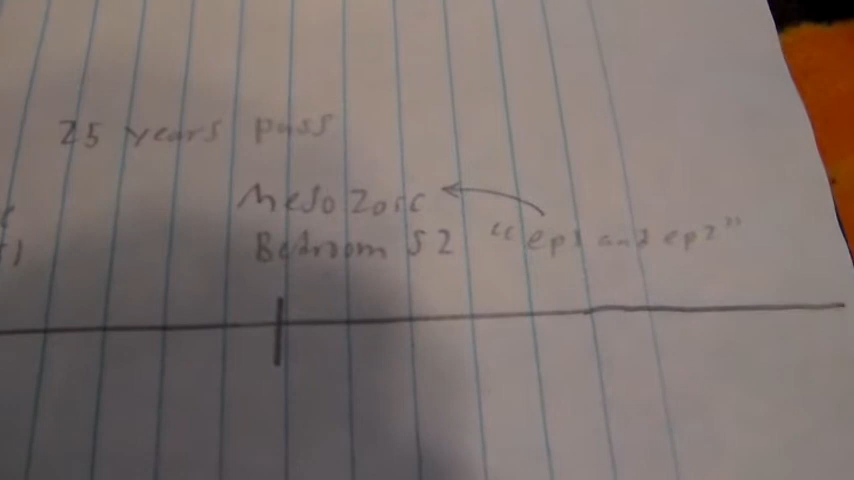 25 years pass
Mesozoic
Bedroom S2 “ep1 and ep2”